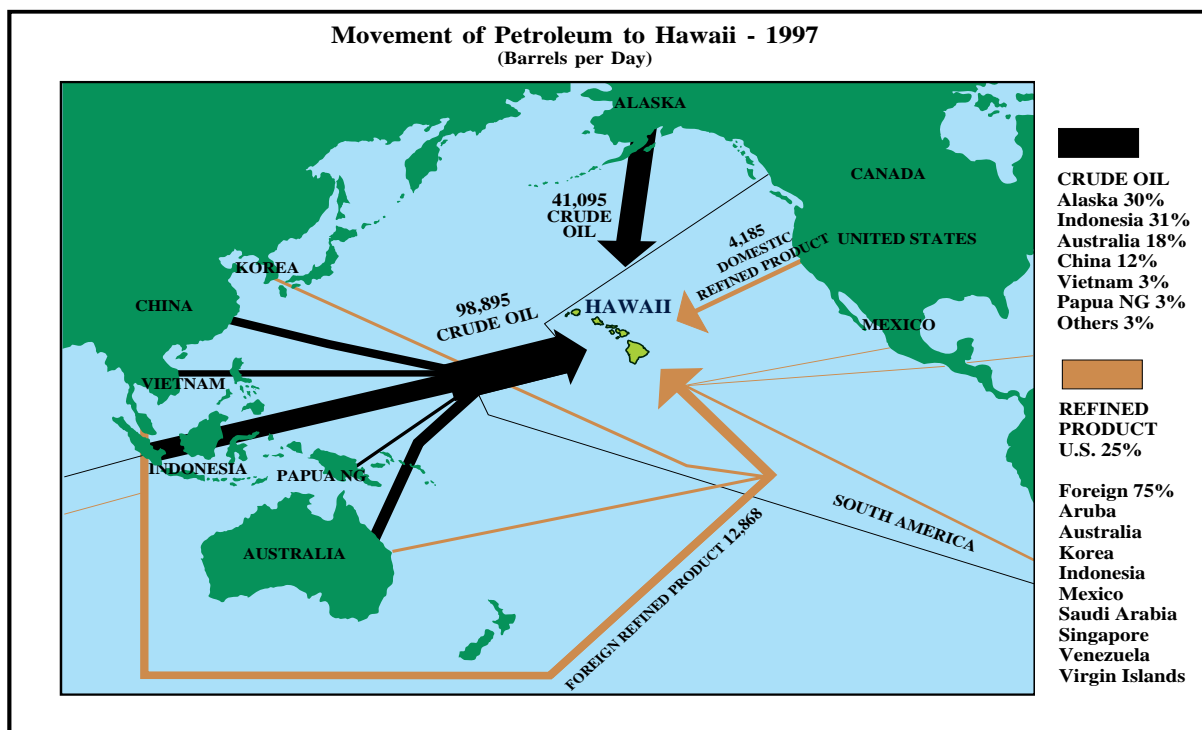 Movement of Petroleum to Hawaii - 1997
(Barrels per Day)
ALASKA
CANADA
41,095
CRUDE
OIL
4,185
DOMESTIC
REFINED PRODUCT
UNITED STATES
KOREA
CHINA
98,895
CRUDE OIL
HAWAII
MEXICO
VIETNAM
INDONESIA
PAPUA NG
SOUTH AMERICA
AUSTRALIA
FOREIGN REFINED PRODUCT 12,868
CRUDE OIL
Alaska 30%
Indonesia 31%
Australia 18%
China 12%
Vietnam 3%
Papua NG 3%
Others 3%
REFINED
PRODUCT
U.S. 25%
Foreign 75%
Aruba
Australia
Korea
Indonesia
Mexico
Saudi Arabia
Singapore
Venezuela
Virgin Islands